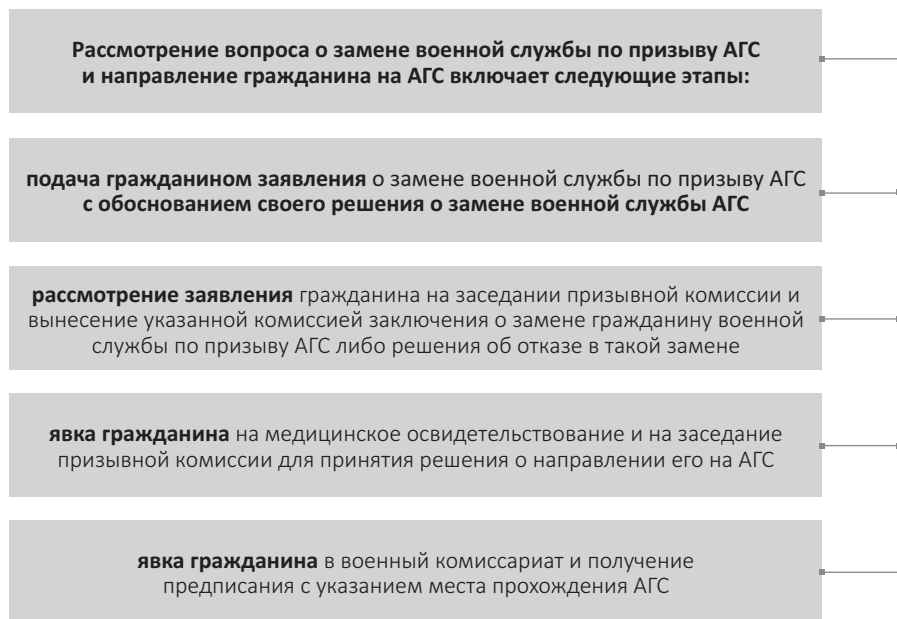 Рассмотрение вопроса о замене военной службы по призыву АГС
и направление гражданина на АГС включает следующие этапы:
подача гражданином заявления о замене военной службы по призыву АГС
с обоснованием своего решения о замене военной службы АГС
рассмотрение заявления гражданина на заседании призывной комиссии и
вынесение указанной комиссией заключения о замене гражданину военной
службы по призыву АГС либо решения об отказе в такой замене
явка гражданина на медицинское освидетельствование и на заседание
призывной комиссии для принятия решения о направлении его на АГС
явка гражданина в военный комиссариат и получение
предписания с указанием места прохождения АГС